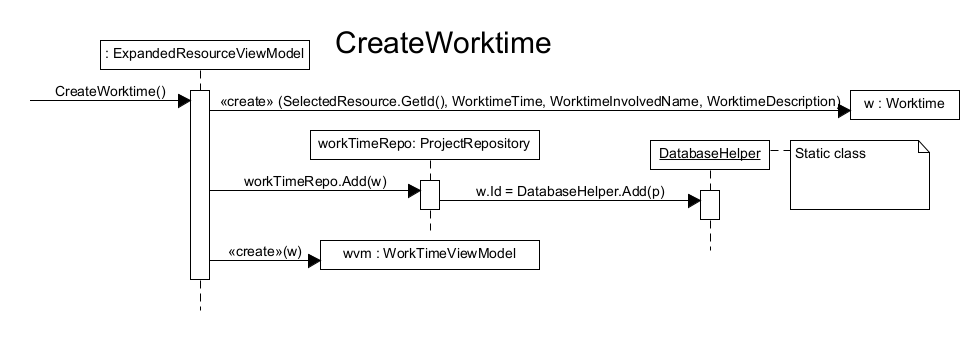 CreateWorktime
: ExpandedResourceViewModel
CreateWorktime()
«create» (SelectedResource.GetId(), WorktimeTime, WorktimeInvolvedName, WorktimeDescription)
w : Worktime
workTimeRepo: ProjectRepository
DatabaseHelper
Static class
workTimeRepo.Add(w)
w.Id = DatabaseHelper.Add(p)
«create»(w)
wvm : WorkTimeViewModel